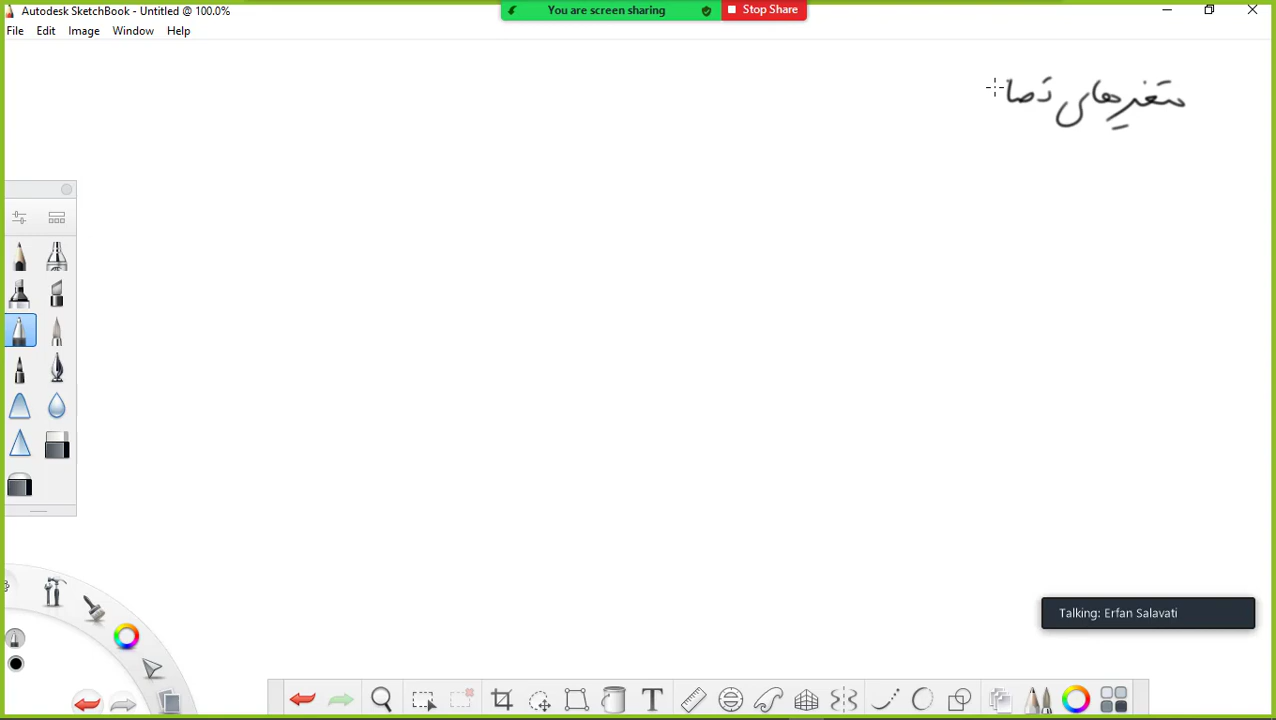 Autodesk SketchBook - Untitled @ 100.0%
You are screen sharing
Stop Share
File Edit Image Window Help
متغیرهای تصا
Talking: Erfan Salavati